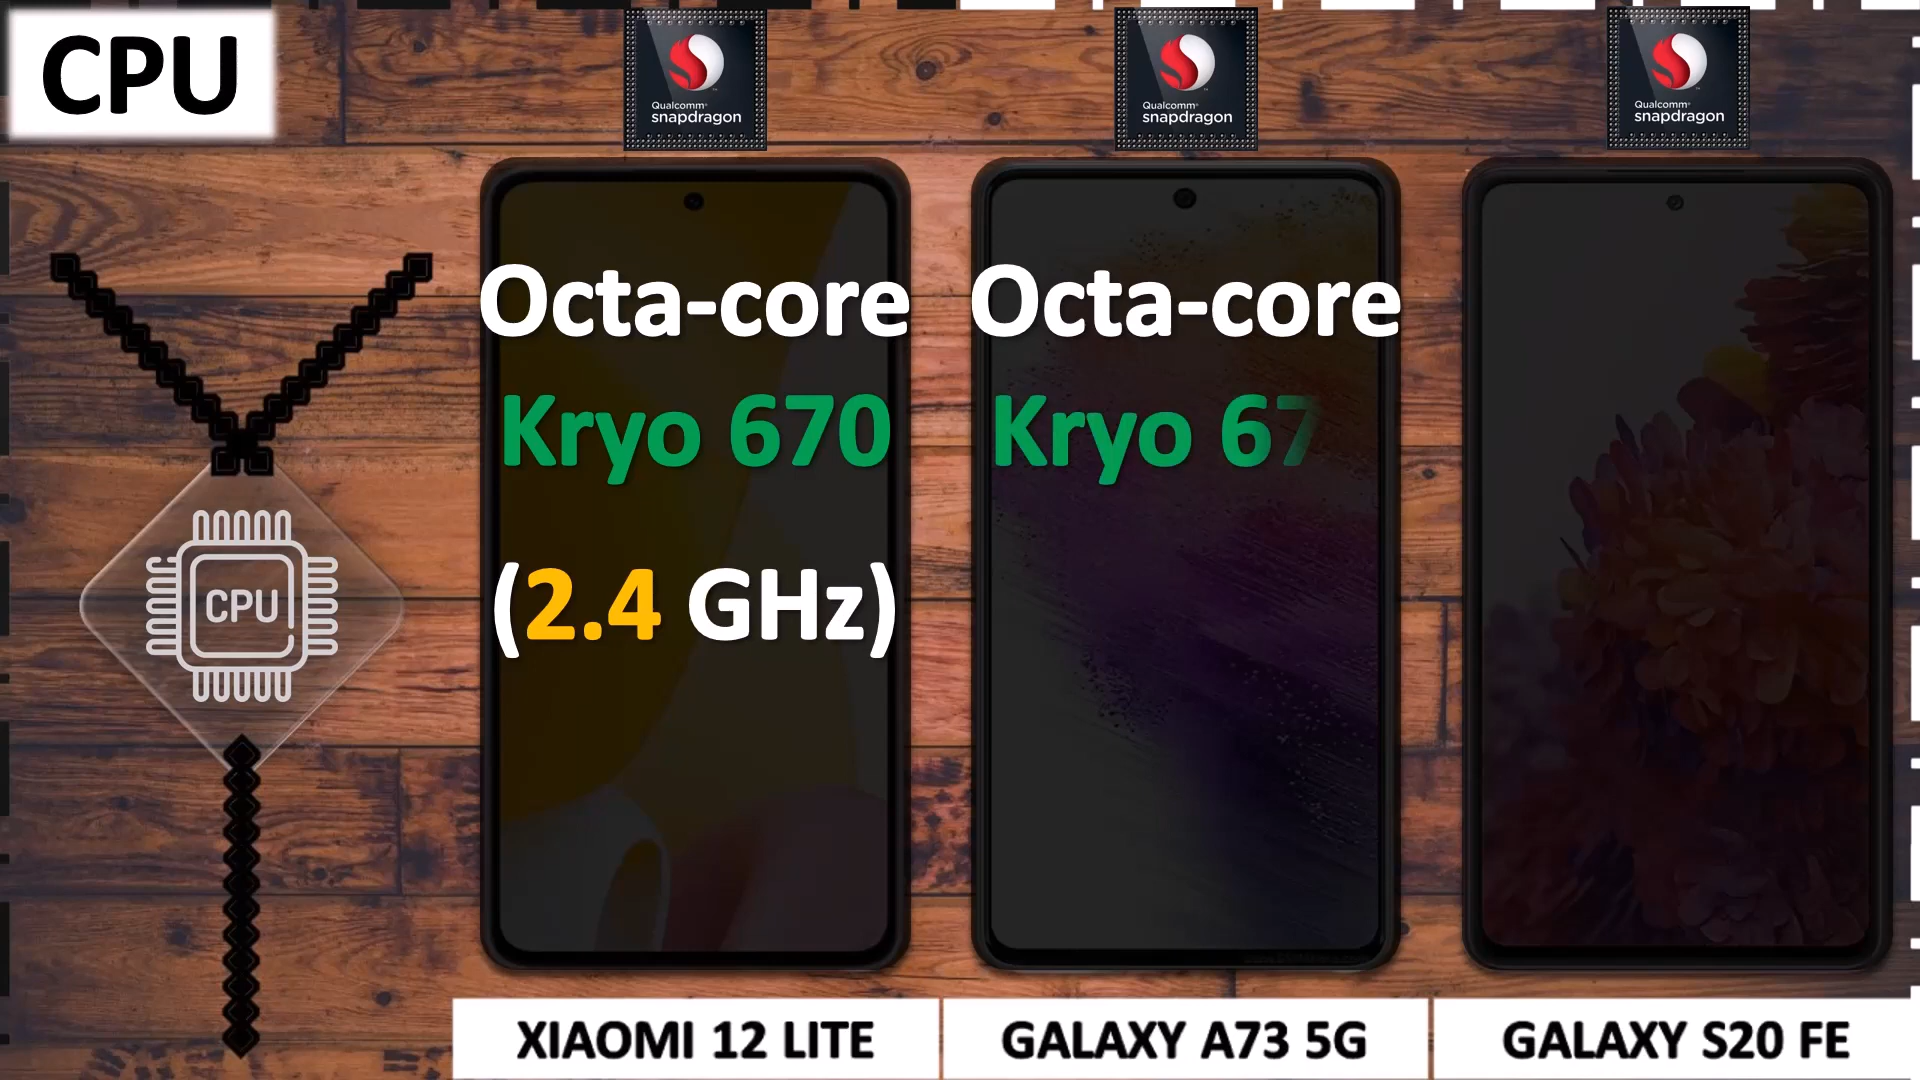 CPU
Qualcomm
snapdragon
Qualcomm
snapdragon
Qualcomm
snapdragon
Octa-core
Kryo 670
(2.4 GHz)
Octa-core
Kryo 67
CPU
XIAOMI 12 LITE
GALAXY A73 5G
GALAXY S20 FE